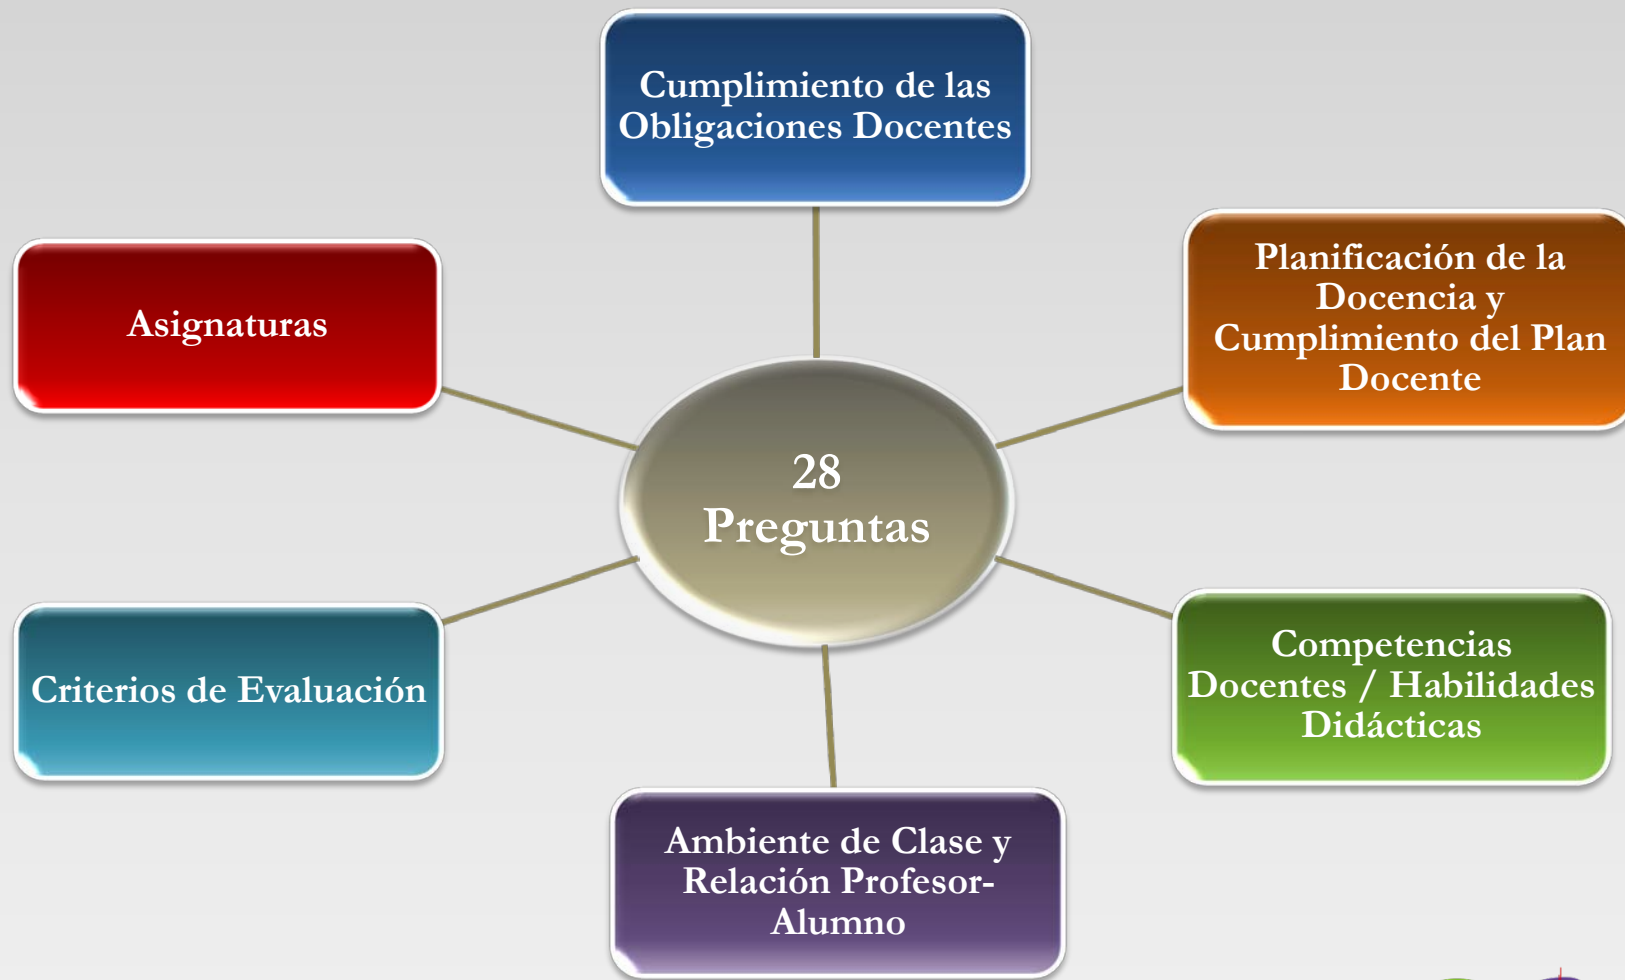 Cumplimiento de las
Obligaciones Docentes
Planificación de la
Docencia y
Cumplimiento del Plan
Docente
Asignaturas
28
Preguntas
Competencias
Docentes / Habilidades
Didácticas
Criterios de Evaluación
Ambiente de Clase y
Relación Profesor-
Alumno